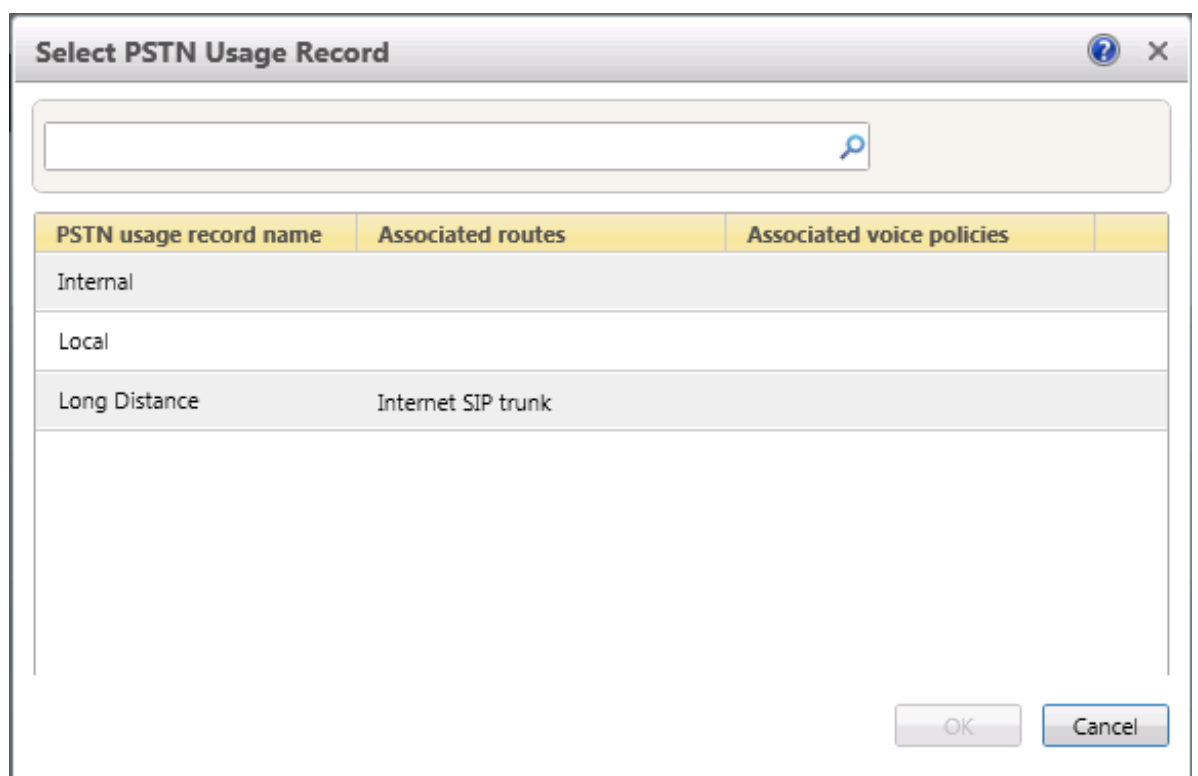 Select PSTN Usage Record
PSTN usage record name Associated routes Associated voice policies
Internal
Local
Long Distance Internet SIP trunk
OK Cancel